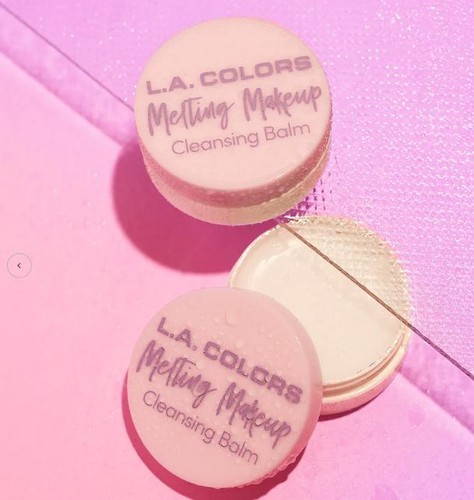 L.A. COLORS
Melting Makeup
Cleansing Balm
L.A. COLORS
Melting Makeup
Cleansing Balm